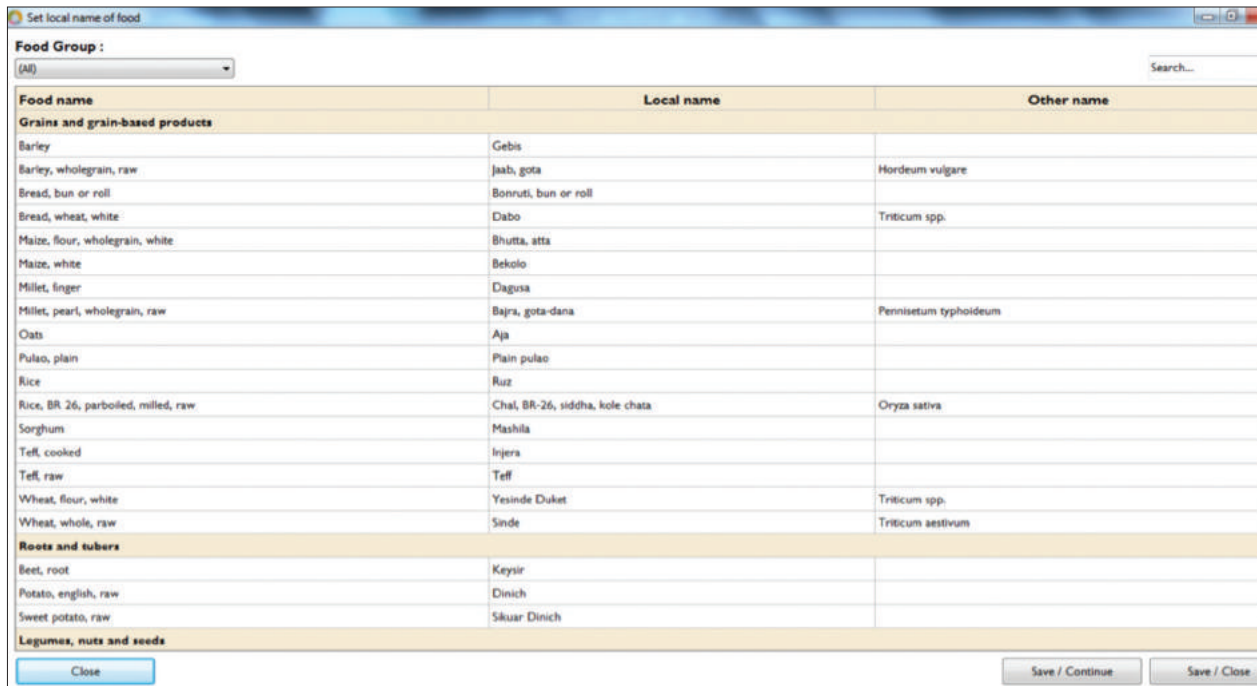 Set local name of food
Food Group :
(All)
Search...
Food name Local name Other name
Grains and grain-based products
Barley Gebis
Barley, wholegrain, raw Jaab, gota Hordeum vulgare
Bread, bun or roll Bonruti, bun or roll
Bread, wheat, white Dabo Triticum spp.
Maize, flour, wholegrain, white Bhutta, atta
Maize, white Bekolo
Millet, finger Dagusa
Millet, pearl, wholegrain, raw Bajra, gota-dana Pennisetum typhoideum
Oats Aja
Pulao, plain Plain pulao
Rice Ruz
Rice, BR 26, parboiled, milled, raw Chal, BR-26, siddha, kole chata Oryza sativa
Sorghum Mashila
Teff, cooked Injera
Teff, raw Teff
Wheat, flour, white Yesinde Duket Triticum spp.
Wheat, whole, raw Sinde Triticum aestivum
Roots and tubers
Beet, root Keysir
Potato, english, raw Dinich
Sweet potato, raw Sikuar Dinich
Legumes, nuts and seeds
Close Save / Continue Save / Close